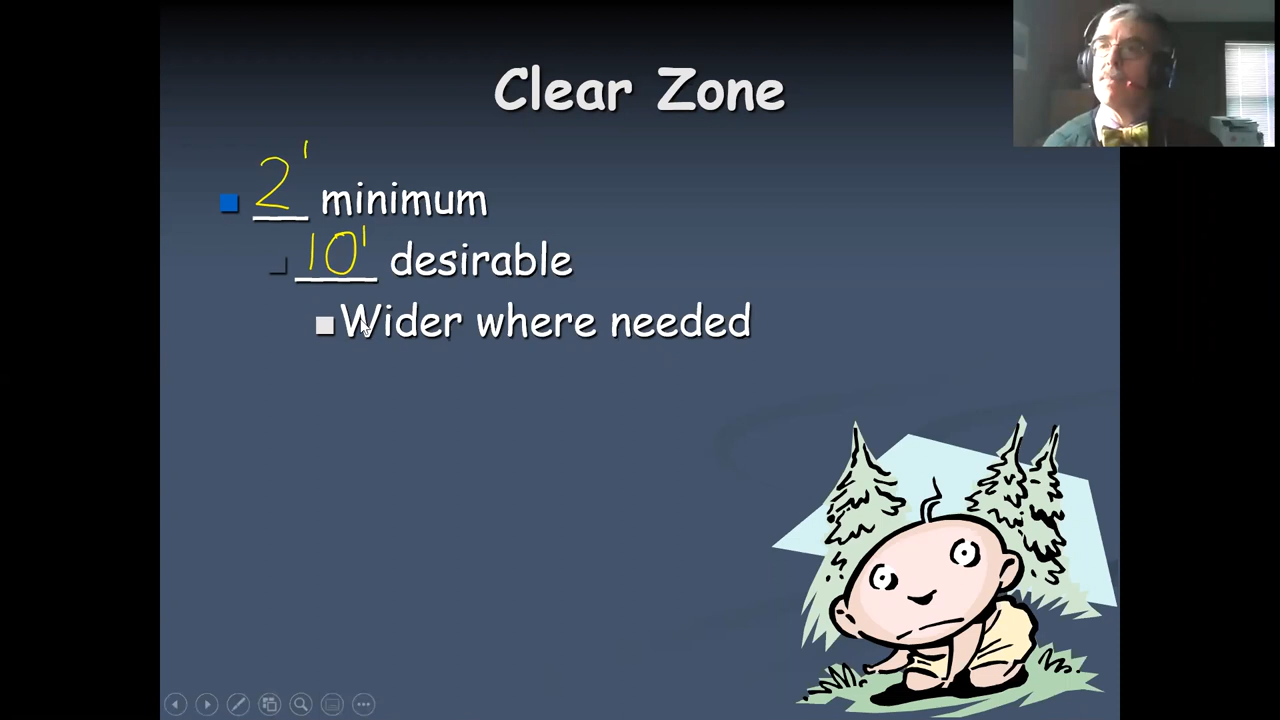 Clear Zone
2' minimum
10' desirable
Wider where needed